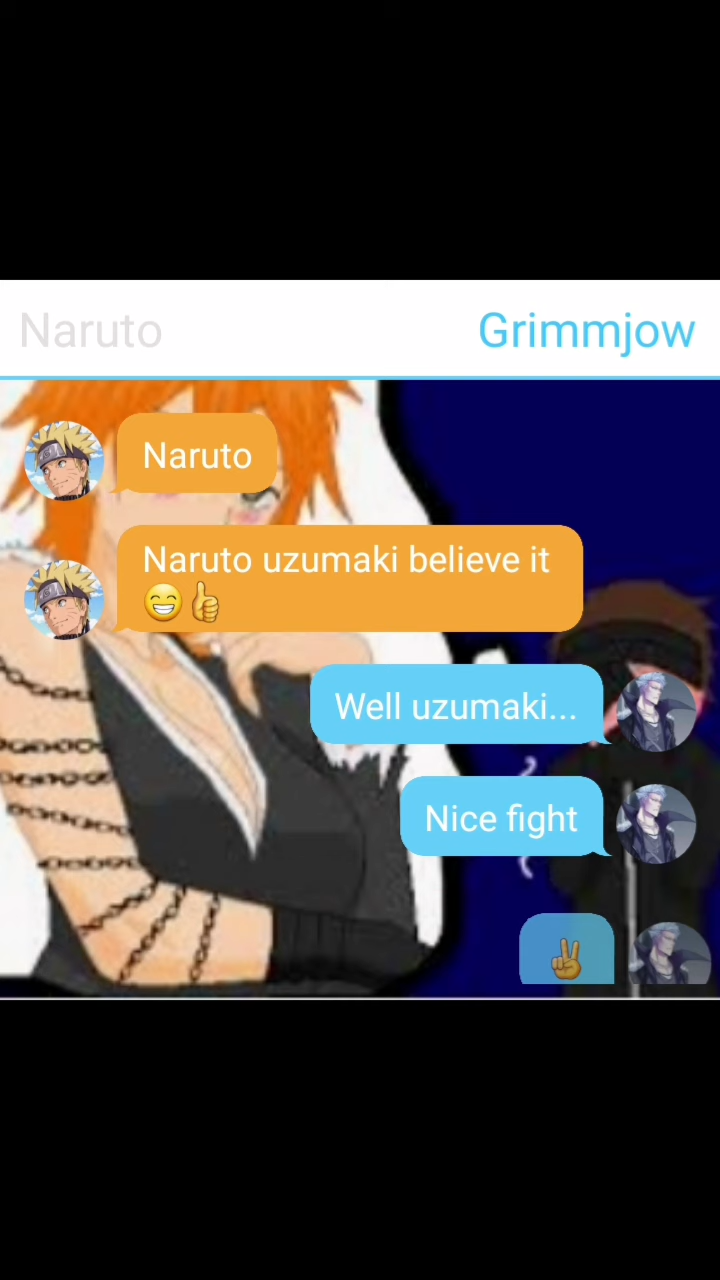 Naruto
Grimmjow
Naruto
Naruto uzumaki believe it
😁👍
Well uzumaki...
Nice fight
✌